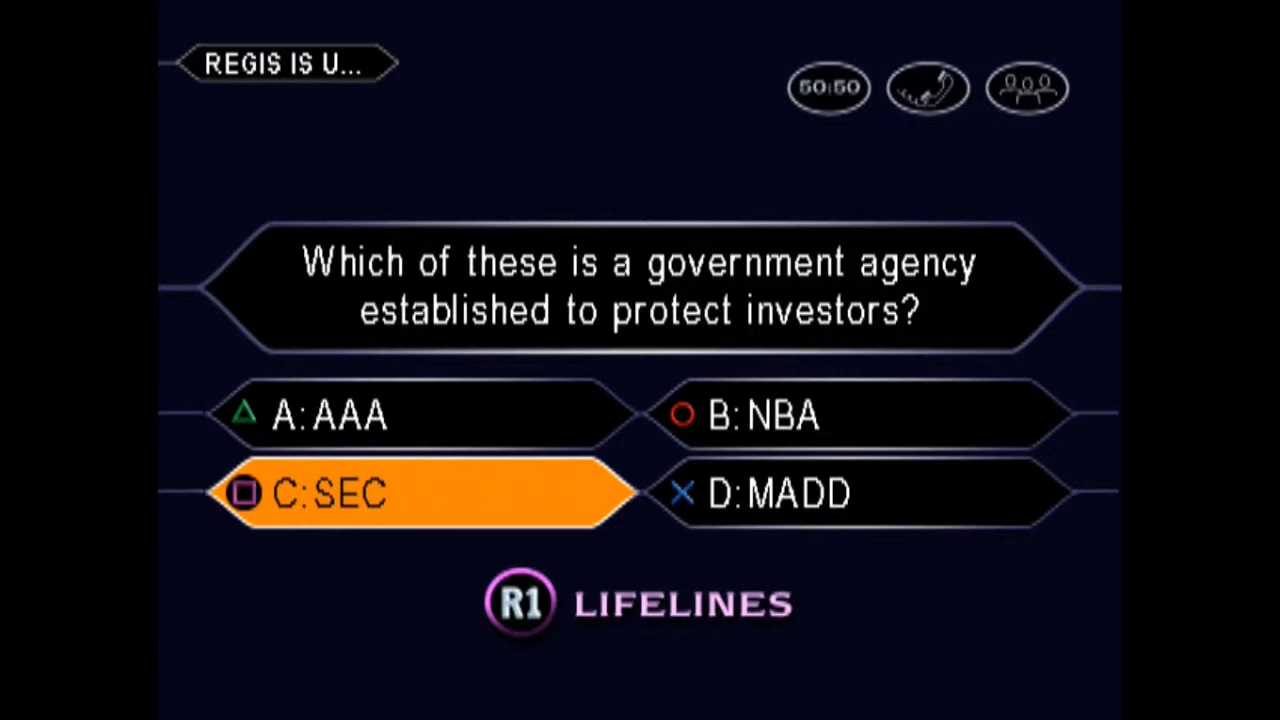 REGIS IS U...
50:50
Which of these is a government agency
established to protect investors?
A: AAA
B: NBA
C: SEC
D: MADD
R1 LIFELINES